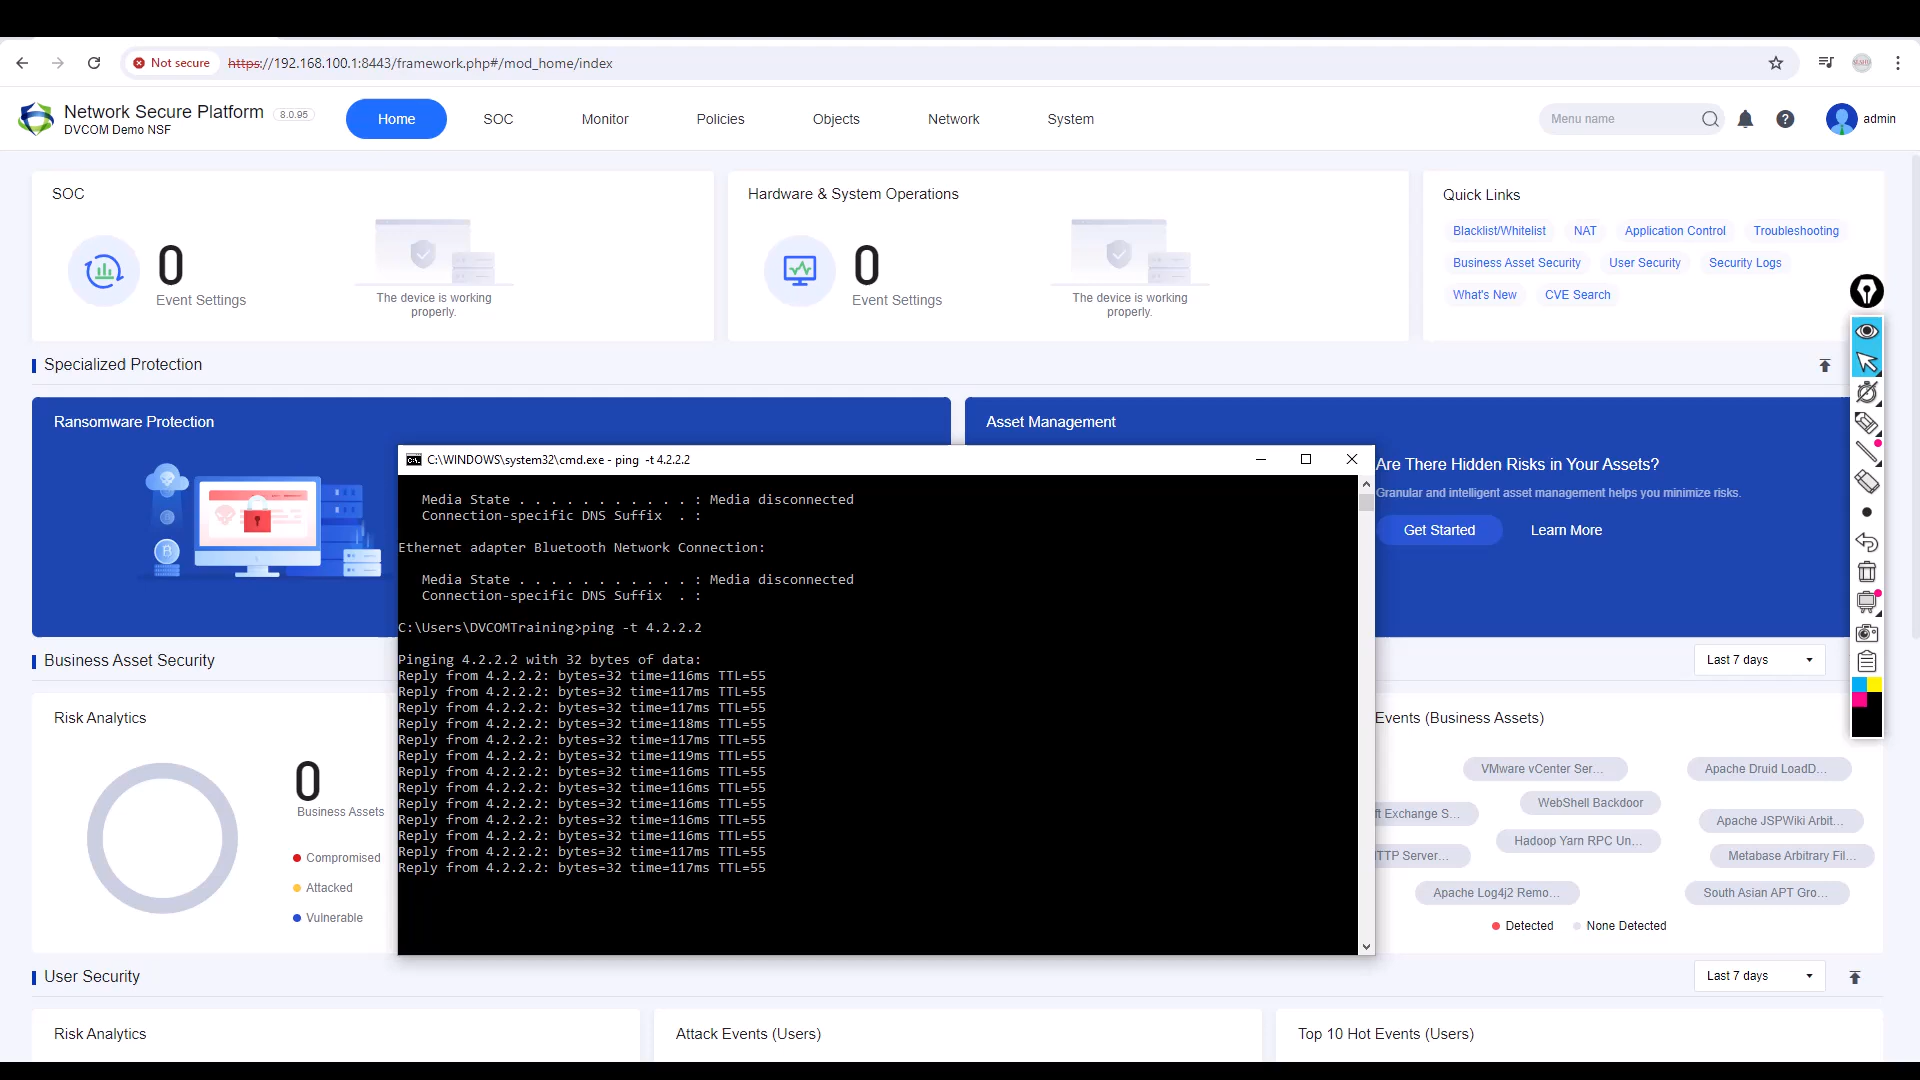 Not secure https://192.168.100.1:8443/framework.php#/mod_home/index
Network Secure Platform 8.0.95
DVCOM Demo NSF
Home SOC Monitor Policies Objects Network System
Menu name
admin
SOC
0
Event Settings
The device is working
properly.
Hardware & System Operations
0
Event Settings
The device is working
properly.
Quick Links
Blacklist/Whitelist NAT Application Control Troubleshooting
Business Asset Security User Security Security Logs
What's New CVE Search
Specialized Protection
Ransomware Protection
Asset Management
Are There Hidden Risks in Your Assets?
Granular and intelligent asset management helps you minimize risks.
Get Started Learn More
C:\WINDOWS\system32\cmd.exe - ping -t 4.2.2.2
Media State . . . . . . . . . . . : Media disconnected
Connection-specific DNS Suffix . :
Ethernet adapter Bluetooth Network Connection:
Media State . . . . . . . . . . . : Media disconnected
Connection-specific DNS Suffix . :
C:\Users\DVCOMTraining>ping -t 4.2.2.2
Pinging 4.2.2.2 with 32 bytes of data:
Reply from 4.2.2.2: bytes=32 time=116ms TTL=55
Reply from 4.2.2.2: bytes=32 time=117ms TTL=55
Reply from 4.2.2.2: bytes=32 time=117ms TTL=55
Reply from 4.2.2.2: bytes=32 time=118ms TTL=55
Reply from 4.2.2.2: bytes=32 time=117ms TTL=55
Reply from 4.2.2.2: bytes=32 time=119ms TTL=55
Reply from 4.2.2.2: bytes=32 time=116ms TTL=55
Reply from 4.2.2.2: bytes=32 time=116ms TTL=55
Reply from 4.2.2.2: bytes=32 time=116ms TTL=55
Reply from 4.2.2.2: bytes=32 time=116ms TTL=55
Reply from 4.2.2.2: bytes=32 time=116ms TTL=55
Reply from 4.2.2.2: bytes=32 time=117ms TTL=55
Reply from 4.2.2.2: bytes=32 time=117ms TTL=55
Business Asset Security
Last 7 days
Risk Analytics
0
Business Assets
Compromised
Attacked
Vulnerable
Events (Business Assets)
VMware vCenter Ser...
Apache Druid LoadD...
WebShell Backdoor
ft Exchange S...
Apache JSPWiki Arbit...
Hadoop Yarn RPC Un...
TTP Server...
Metabase Arbitrary Fil...
Apache Log4j2 Remo...
South Asian APT Gro...
Detected None Detected
User Security
Last 7 days
Risk Analytics
Attack Events (Users)
Top 10 Hot Events (Users)